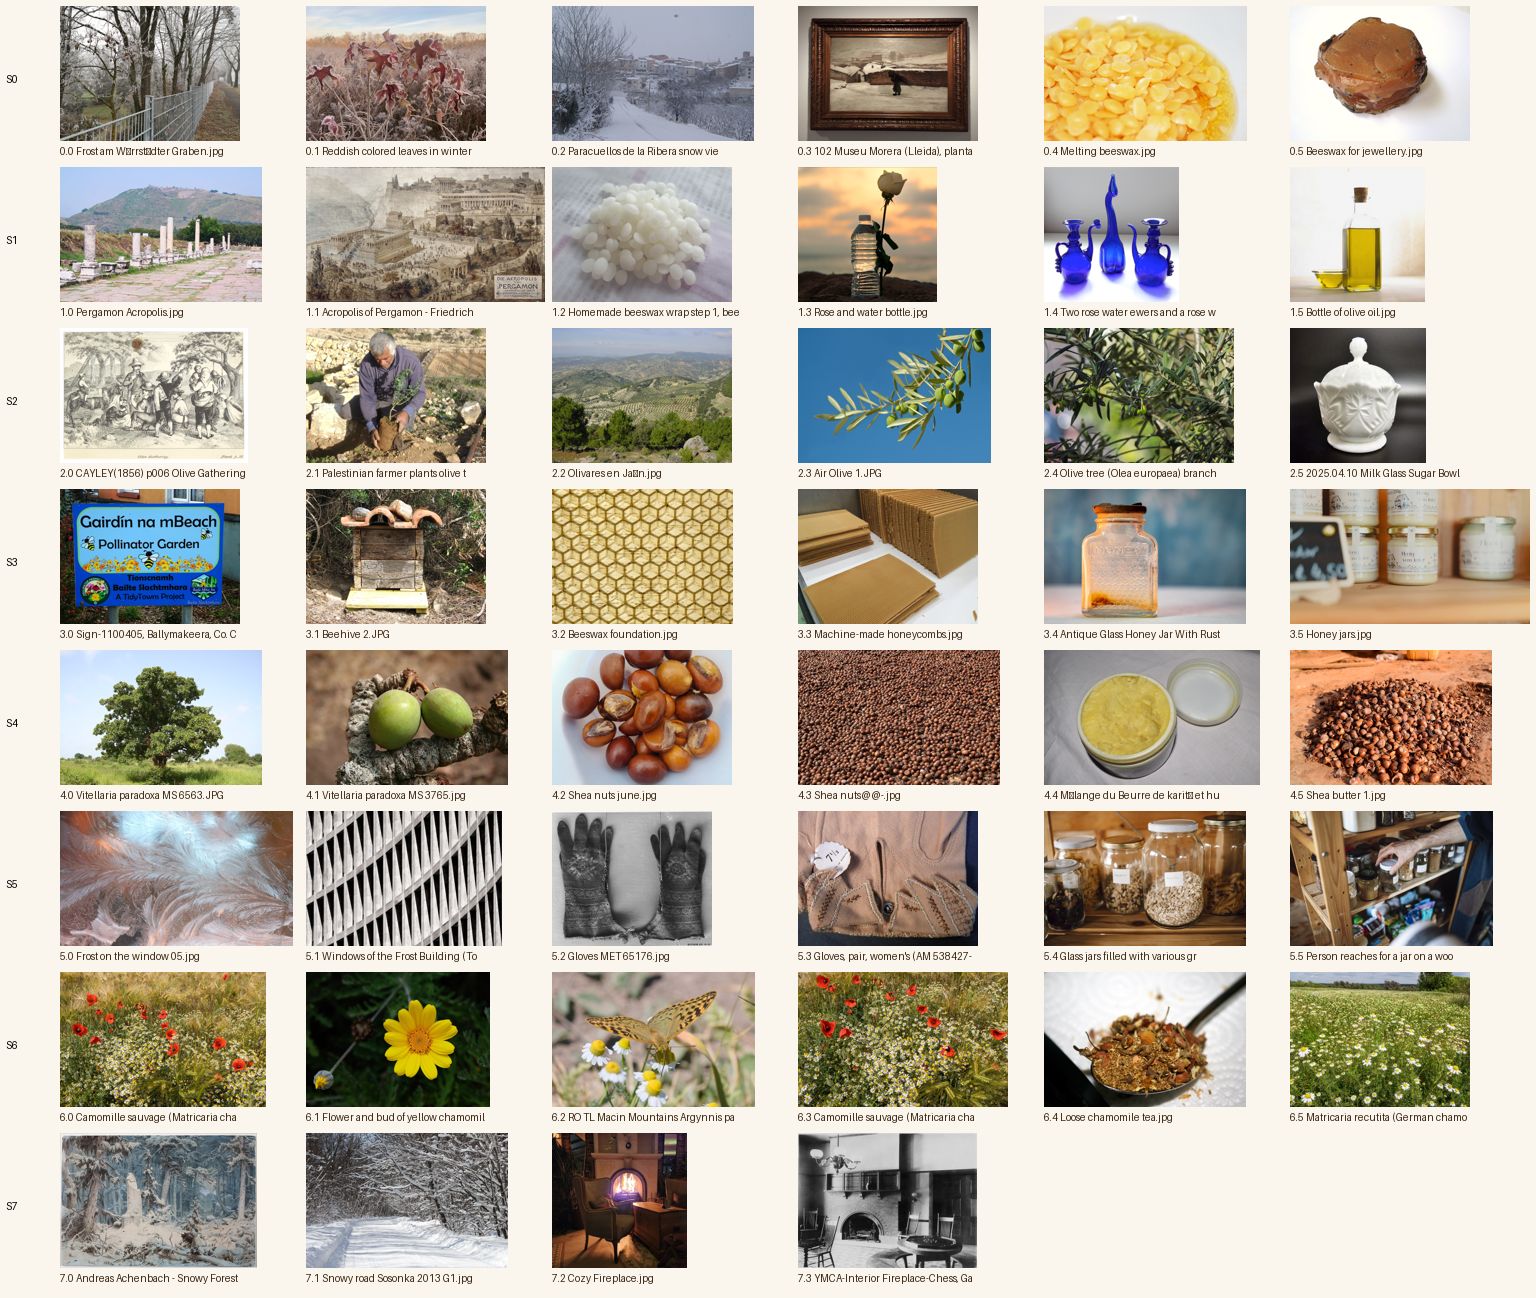 S0
0.0 Frost am W▯rrst▯dter Graben.jpg
0.1 Reddish colored leaves in winter
0.2 Paracuellos de la Ribera snow vie
0.3 102 Museu Morera (Lleida), planta
0.4 Melting beeswax.jpg
0.5 Beeswax for jewellery.jpg
S1
DIE AKROPOLIS
PERGAMON
1.0 Pergamon Acropolis.jpg
1.1 Acropolis of Pergamon - Friedrich
1.2 Homemade beeswax wrap step 1, bee
1.3 Rose and water bottle.jpg
1.4 Two rose water ewers and a rose w
1.5 Bottle of olive oil.jpg
S2
2.0 CAYLEY(1856) p006 Olive Gathering
2.1 Palestinian farmer plants olive t
2.2 Olivares en Ja▯n.jpg
2.3 Air Olive 1.JPG
2.4 Olive tree (Olea europaea) branch
2.5 2025.04.10 Milk Glass Sugar Bowl
S3
Gairdín na mBeach
Pollinator Garden
Tionscnamh
Bailte Slachtmhara
A TidyTowns Project
3.0 Sign-1100405, Ballymakeera, Co. C
3.1 Beehive 2.JPG
3.2 Beeswax foundation.jpg
3.3 Machine-made honeycombs.jpg
3.4 Antique Glass Honey Jar With Rust
3.5 Honey jars.jpg
S4
4.0 Vitellaria paradoxa MS 6563.JPG
4.1 Vitellaria paradoxa MS 3765.jpg
4.2 Shea nuts june.jpg
4.3 Shea nuts@@-.jpg
4.4 M▯lange du Beurre de karit▯ et hu
4.5 Shea butter 1.jpg
S5
5.0 Frost on the window 05.jpg
5.1 Windows of the Frost Building (To
5.2 Gloves MET 65176.jpg
5.3 Gloves, pair, women's (AM 538427-
5.4 Glass jars filled with various gr
5.5 Person reaches for a jar on a woo
S6
6.0 Camomille sauvage (Matricaria cha
6.1 Flower and bud of yellow chamomil
6.2 RO TL Macin Mountains Argynnis pa
6.3 Camomille sauvage (Matricaria cha
6.4 Loose chamomile tea.jpg
6.5 Matricaria recutita (German chamo
S7
7.0 Andreas Achenbach - Snowy Forest
7.1 Snowy road Sosonka 2013 G1.jpg
7.2 Cozy Fireplace.jpg
7.3 YMCA-Interior Fireplace-Chess, Ga